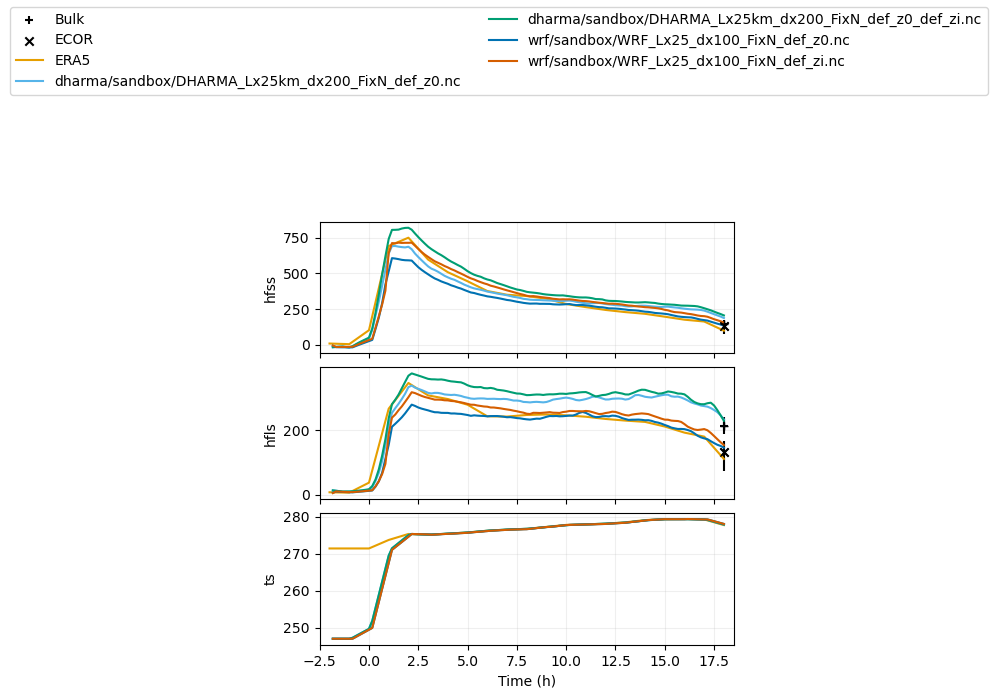 Bulk
ECOR
ERA5
dharma/sandbox/DHARMA_Lx25km_dx200_FixN_def_z0.nc
dharma/sandbox/DHARMA_Lx25km_dx200_FixN_def_z0_def_zi.nc
wrf/sandbox/WRF_Lx25_dx100_FixN_def_z0.nc
wrf/sandbox/WRF_Lx25_dx100_FixN_def_zi.nc
750
500
250
0
hfss
200
0
hfls
280
270
260
250
ts
−2.5 0.0 2.5 5.0 7.5 10.0 12.5 15.0 17.5
Time (h)